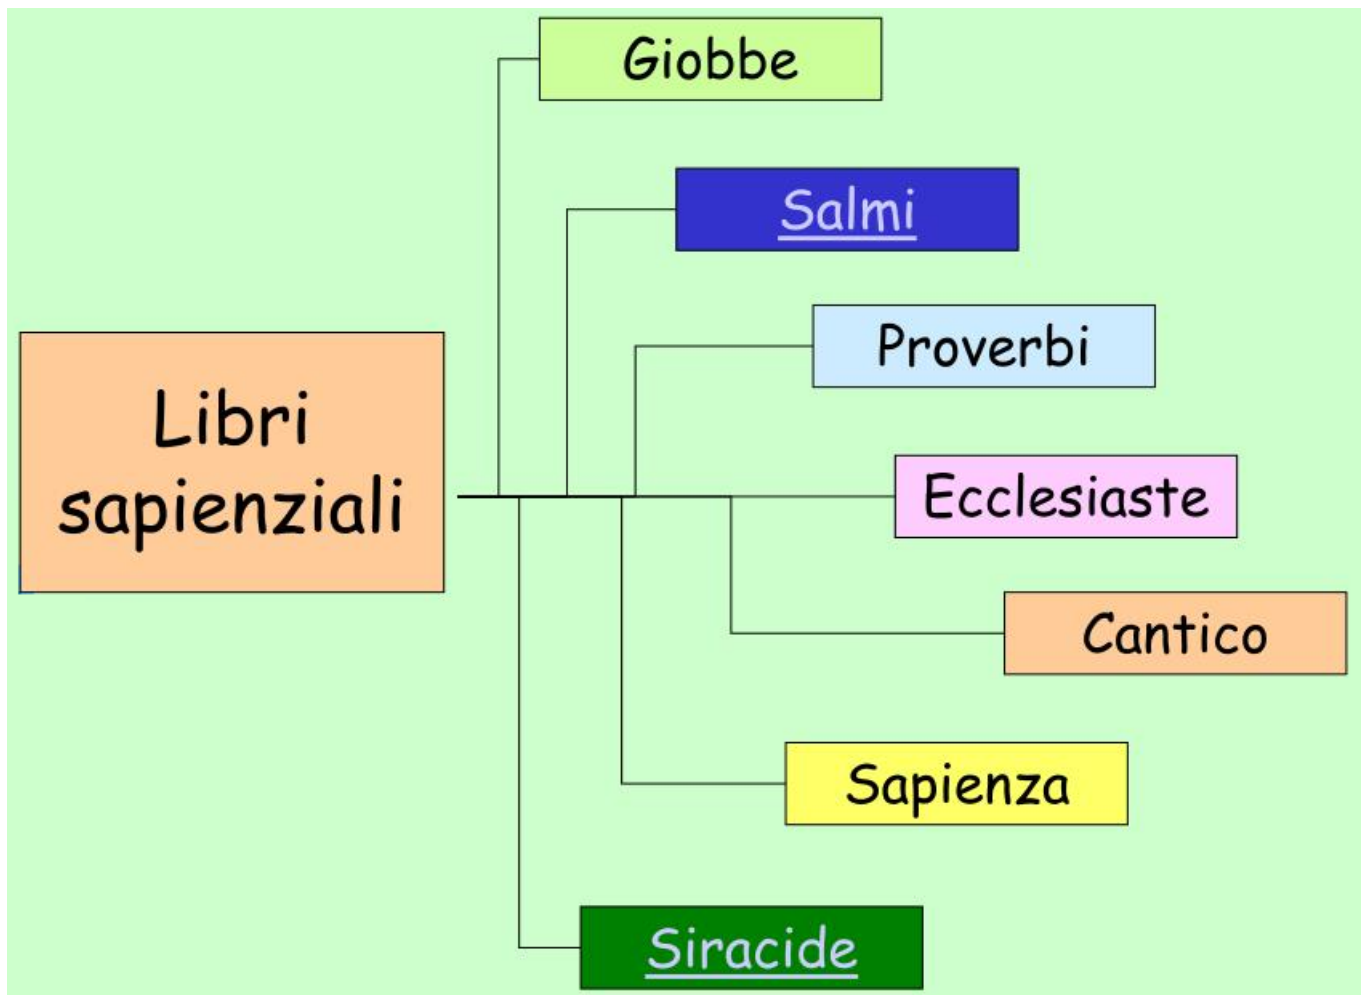 Giobbe
Salmi
Proverbi
Libri
sapienziali
Ecclesiaste
Cantico
Sapienza
Siracide